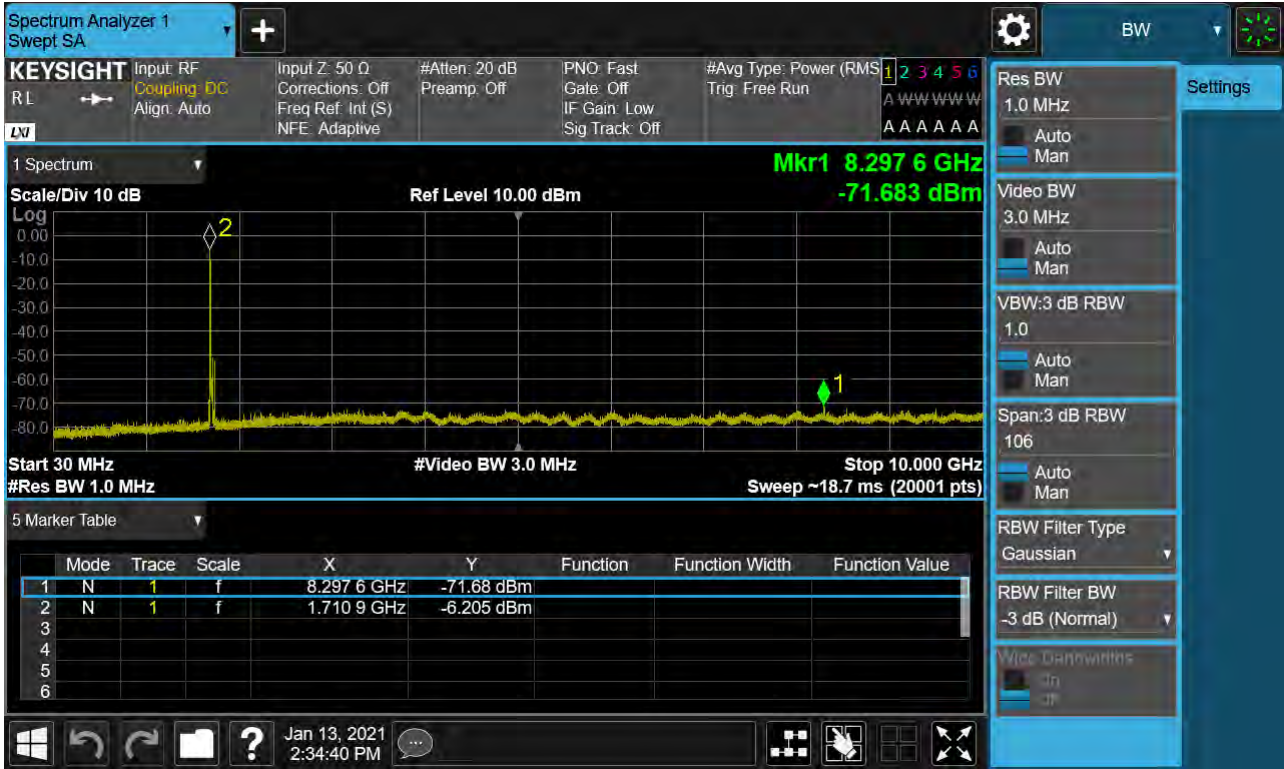 Spectrum Analyzer 1
Swept SA
+
BW
KEYSIGHT
RL
LXI
Input: RF
Coupling: DC
Align: Auto
Input Z: 50 Ω
Corrections: Off
Freq Ref: Int (S)
NFE: Adaptive
#Atten: 20 dB
Preamp: Off
PNO: Fast
Gate: Off
IF Gain: Low
Sig Track: Off
#Avg Type: Power (RMS
Trig: Free Run
1 2 3 4 5 6
A W W W W W
A A A A A A
1 Spectrum
Mkr1 8.297 6 GHz
Scale/Div 10 dB
Ref Level 10.00 dBm
-71.683 dBm
Log
0.00
-10.0
-20.0
-30.0
-40.0
-50.0
-60.0
-70.0
-80.0
2
1
Start 30 MHz
#Video BW 3.0 MHz
Stop 10.000 GHz
#Res BW 1.0 MHz
Sweep ~18.7 ms (20001 pts)
5 Marker Table
Mode Trace Scale X Y Function Function Width Function Value
1 N 1 f 8.297 6 GHz -71.68 dBm
2 N 1 f 1.710 9 GHz -6.205 dBm
3
4
5
6
?
Jan 13, 2021
2:34:40 PM
Res BW
1.0 MHz
Auto
Man
Video BW
3.0 MHz
Auto
Man
VBW:3 dB RBW
1.0
Auto
Man
Span:3 dB RBW
106
Auto
Man
RBW Filter Type
Gaussian
RBW Filter BW
-3 dB (Normal)
Settings